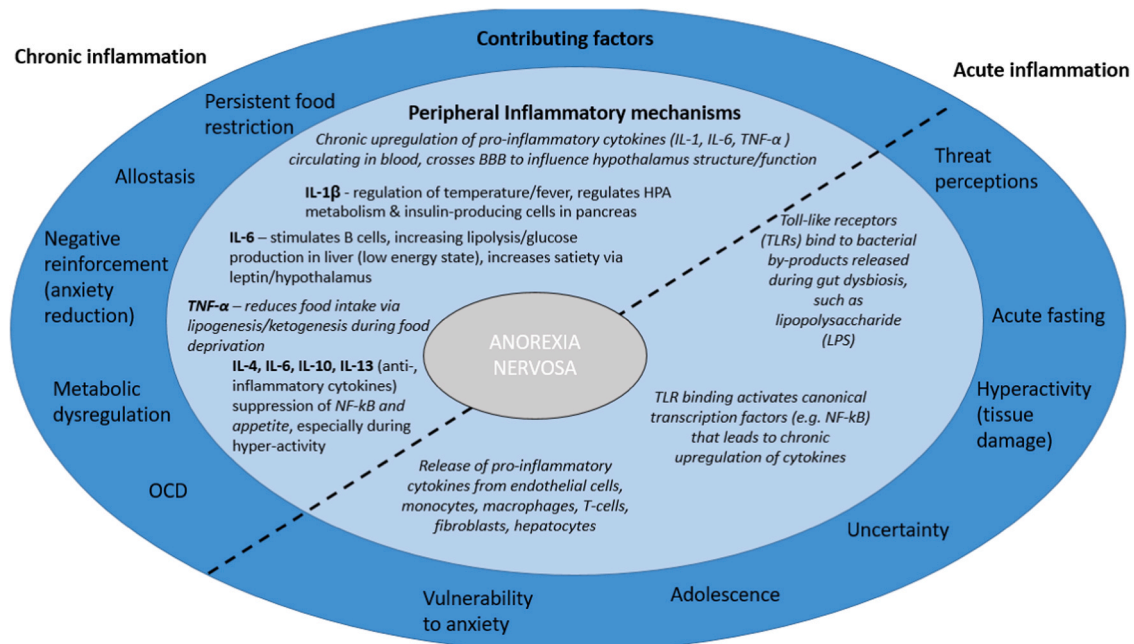 Contributing factors
Chronic inflammation
Acute inflammation
Persistent food
restriction
Allostasis
Negative
reinforcement
(anxiety
reduction)
Metabolic
dysregulation
OCD
Peripheral Inflammatory mechanisms
Chronic upregulation of pro-inflammatory cytokines (IL-1, IL-6, TNF-α )
circulating in blood, crosses BBB to influence hypothalamus structure/function
IL-1β - regulation of temperature/fever, regulates HPA
metabolism & insulin-producing cells in pancreas
IL-6 – stimulates B cells, increasing lipolysis/glucose
production in liver (low energy state), increases satiety via
leptin/hypothalamus
TNF-α – reduces food intake via
lipogenesis/ketogenesis during food
deprivation
IL-4, IL-6, IL-10, IL-13 (anti-,
inflammatory cytokines)
suppression of NF-kB and
appetite, especially during
hyper-activity
ANOREXIA
NERVOSA
Toll-like receptors
(TLRs) bind to bacterial
by-products released
during gut dysbiosis,
such as
lipopolysaccharide
(LPS)
TLR binding activates canonical
transcription factors (e.g. NF-kB)
that leads to chronic
upregulation of cytokines
Release of pro-inflammatory
cytokines from endothelial cells,
monocytes, macrophages, T-cells,
fibroblasts, hepatocytes
Threat
perceptions
Acute fasting
Hyperactivity
(tissue
damage)
Uncertainty
Adolescence
Vulnerability
to anxiety